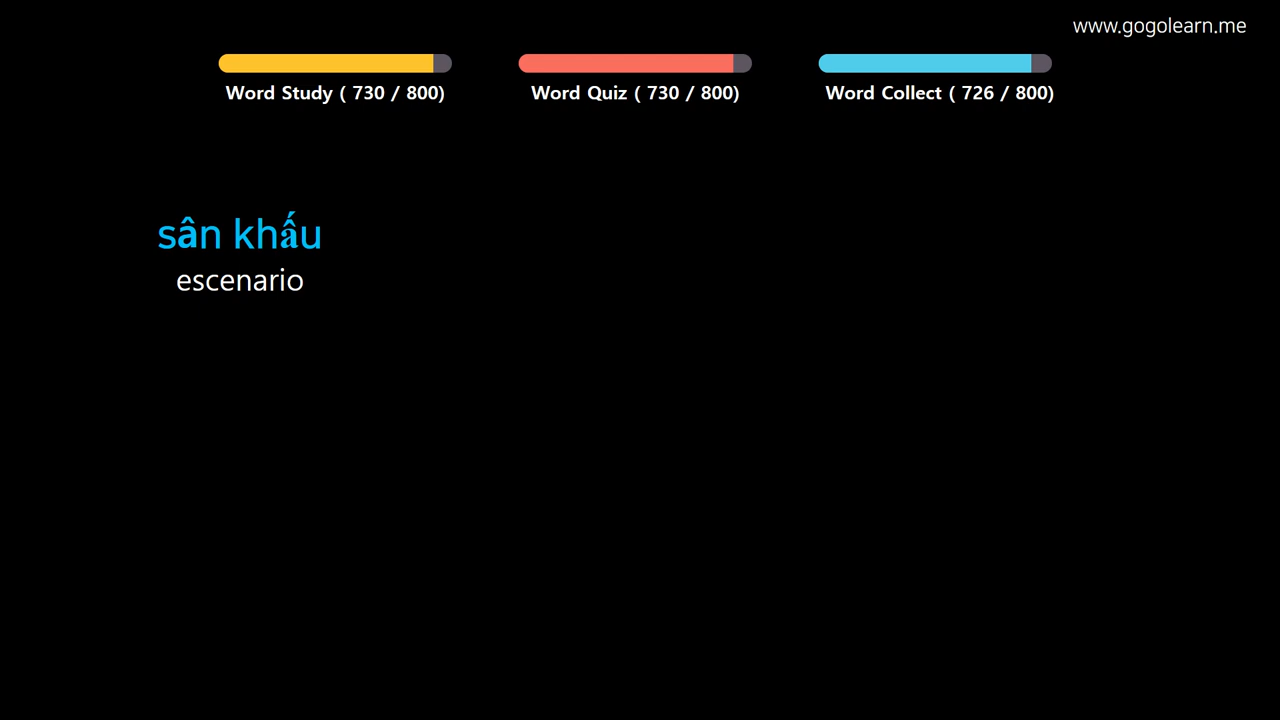 www.gogolearn.me
Word Study ( 730 / 800)
Word Quiz ( 730 / 800)
Word Collect ( 726 / 800)
sân khấu
escenario